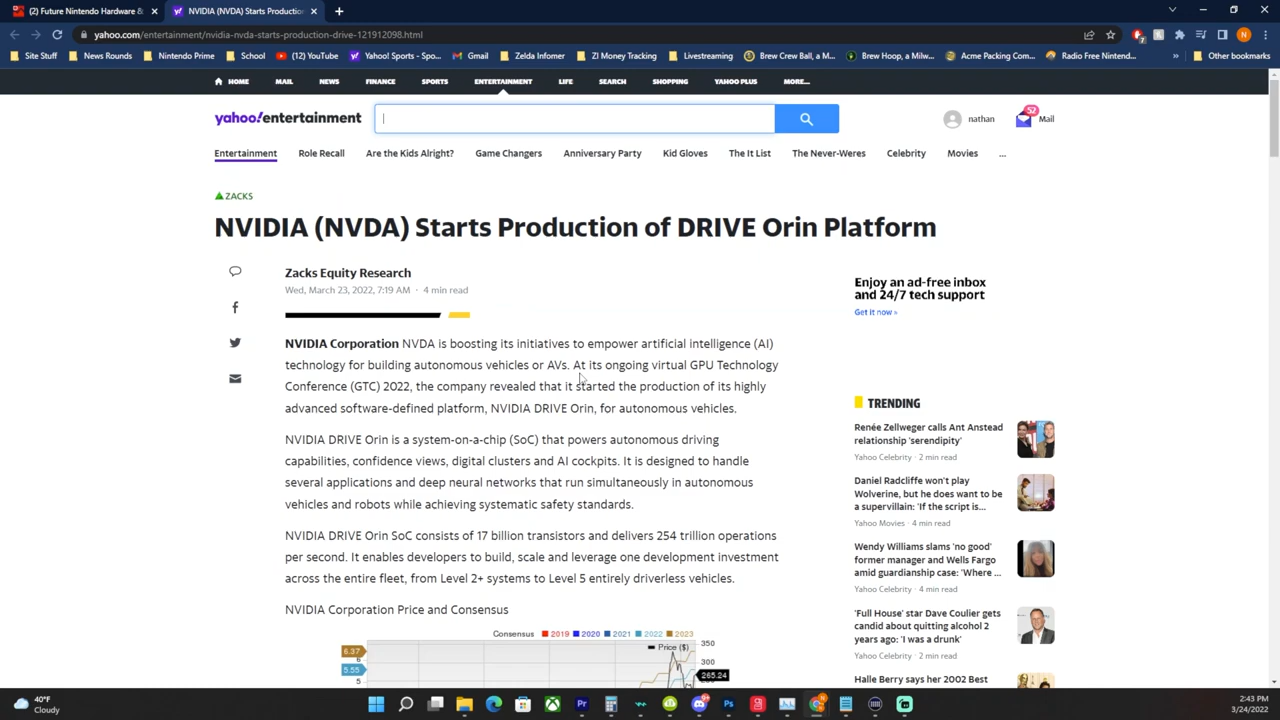 (2) Future Nintendo Hardware &
NVIDIA (NVDA) Starts Production
yahoo.com/entertainment/nvidia-nvda-starts-production-drive-121912098.html
Site Stuff
News Rounds
Nintendo Prime
School
(12) YouTube
Yahoo! Sports - Spo...
Gmail
Zelda Infomer
ZI Money Tracking
Livestreaming
Brew Crew Ball, a M...
Brew Hoop, a Milw...
Acme Packing Com...
Radio Free Nintend...
»
Other bookmarks
HOME
MAIL
NEWS
FINANCE
SPORTS
ENTERTAINMENT
LIFE
SEARCH
SHOPPING
YAHOO PLUS
MORE...
yahoo!entertainment
nathan
52
Mail
Entertainment
Role Recall
Are the Kids Alright?
Game Changers
Anniversary Party
Kid Gloves
The It List
The Never-Weres
Celebrity
Movies
...
ZACKS
NVIDIA (NVDA) Starts Production of DRIVE Orin Platform
Zacks Equity Research
Wed, March 23, 2022, 7:19 AM · 4 min read
NVIDIA Corporation NVDA is boosting its initiatives to empower artificial intelligence (AI)
technology for building autonomous vehicles or AVs. At its ongoing virtual GPU Technology
Conference (GTC) 2022, the company revealed that it started the production of its highly
advanced software-defined platform, NVIDIA DRIVE Orin, for autonomous vehicles.
NVIDIA DRIVE Orin is a system-on-a-chip (SoC) that powers autonomous driving
capabilities, confidence views, digital clusters and AI cockpits. It is designed to handle
several applications and deep neural networks that run simultaneously in autonomous
vehicles and robots while achieving systematic safety standards.
NVIDIA DRIVE Orin SoC consists of 17 billion transistors and delivers 254 trillion operations
per second. It enables developers to build, scale and leverage one development investment
across the entire fleet, from Level 2+ systems to Level 5 entirely driverless vehicles.
NVIDIA Corporation Price and Consensus
Consensus 2019 2020 2021 2022 2023
Price ($)
6.37
6
5.55
5
350
300
265.24
Enjoy an ad-free inbox
and 24/7 tech support
Get it now »
TRENDING
Renée Zellweger calls Ant Anstead
relationship 'serendipity'
Yahoo Celebrity · 2 min read
Daniel Radcliffe won't play
Wolverine, but he does want to be
a supervillain: 'If the script is...
Yahoo Movies · 4 min read
Wendy Williams slams 'no good'
former manager and Wells Fargo
amid guardianship case: 'Where ...
Yahoo Celebrity · 4 min read
'Full House' star Dave Coulier gets
candid about quitting alcohol 2
years ago: 'I was a drunk'
Yahoo Celebrity · 2 min read
Halle Berry says her 2002 Best
40°F
Cloudy
2:43 PM
3/24/2022